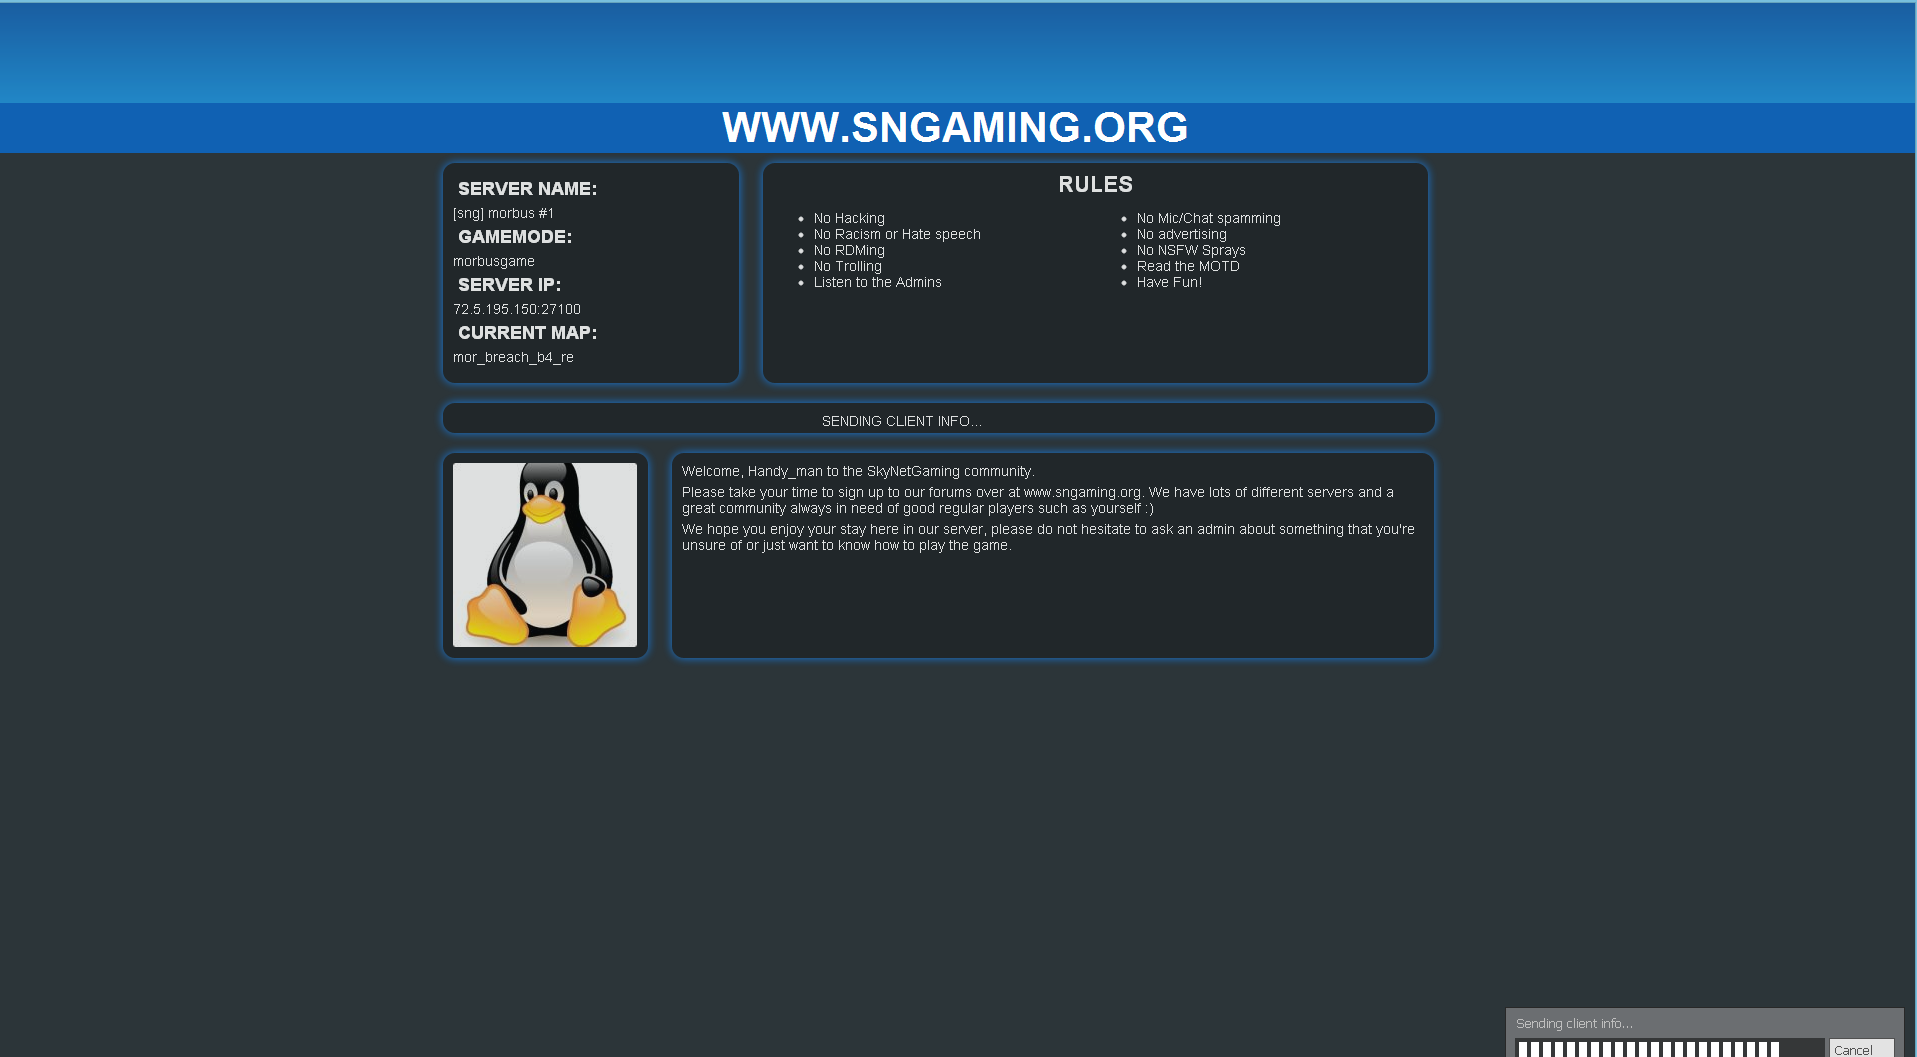 WWW.SNGAMING.ORG
SERVER NAME:
[sng] morbus #1
GAMEMODE:
morbusgame
SERVER IP:
72.5.195.150:27100
CURRENT MAP:
mor_breach_b4_re
RULES
No Hacking
No Racism or Hate speech
No RDMing
No Trolling
Listen to the Admins
No Mic/Chat spamming
No advertising
No NSFW Sprays
Read the MOTD
Have Fun!
SENDING CLIENT INFO...
Welcome, Handy_man to the SkyNetGaming community.
Please take your time to sign up to our forums over at www.sngaming.org. We have lots of different servers and a
great community always in need of good regular players such as yourself :)
We hope you enjoy your stay here in our server, please do not hesitate to ask an admin about something that you're
unsure of or just want to know how to play the game.
Sending client info...
Cancel